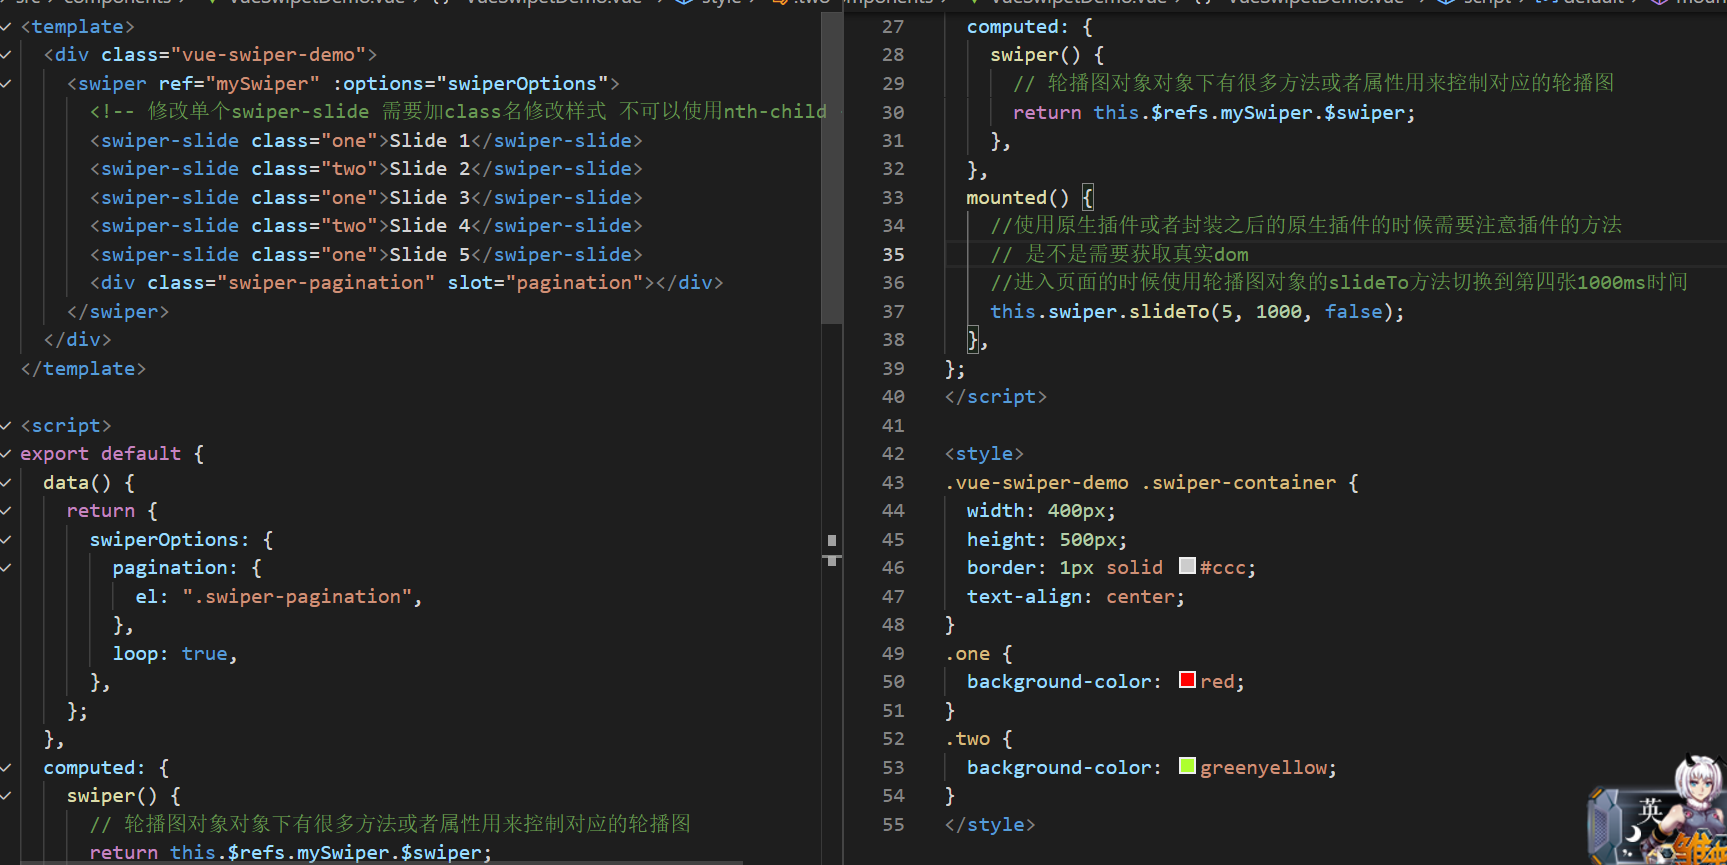 <template>
<div class="vue-swiper-demo">
<swiper ref="mySwiper" :options="swiperOptions">
<!-- 修改单个swiper-slide 需要加class名修改样式 不可以使用nth-child
<swiper-slide class="one">Slide 1</swiper-slide>
<swiper-slide class="two">Slide 2</swiper-slide>
<swiper-slide class="one">Slide 3</swiper-slide>
<swiper-slide class="two">Slide 4</swiper-slide>
<swiper-slide class="one">Slide 5</swiper-slide>
<div class="swiper-pagination" slot="pagination"></div>
</swiper>
</div>
</template>
<script>
export default {
data() {
return {
swiperOptions: {
pagination: {
el: ".swiper-pagination",
},
loop: true,
},
};
},
computed: {
swiper() {
// 轮播图对象对象下有很多方法或者属性用来控制对应的轮播图
return this.$refs.mySwiper.$swiper;
27 computed: {
28 swiper() {
29 // 轮播图对象对象下有很多方法或者属性用来控制对应的轮播图
30 return this.$refs.mySwiper.$swiper;
31 },
32 },
33 mounted() {
34 //使用原生插件或者封装之后的原生插件的时候需要注意插件的方法
35 // 是不是需要获取真实dom
36 //进入页面的时候使用轮播图对象的slideTo方法切换到第四张1000ms时间
37 this.swiper.slideTo(5, 1000, false);
38 },
39 };
40 </script>
41
42 <style>
43 .vue-swiper-demo .swiper-container {
44 width: 400px;
45 height: 500px;
46 border: 1px solid #ccc;
47 text-align: center;
48 }
49 .one {
50 background-color: red;
51 }
52 .two {
53 background-color: greenyellow;
54 }
55 </style>
英